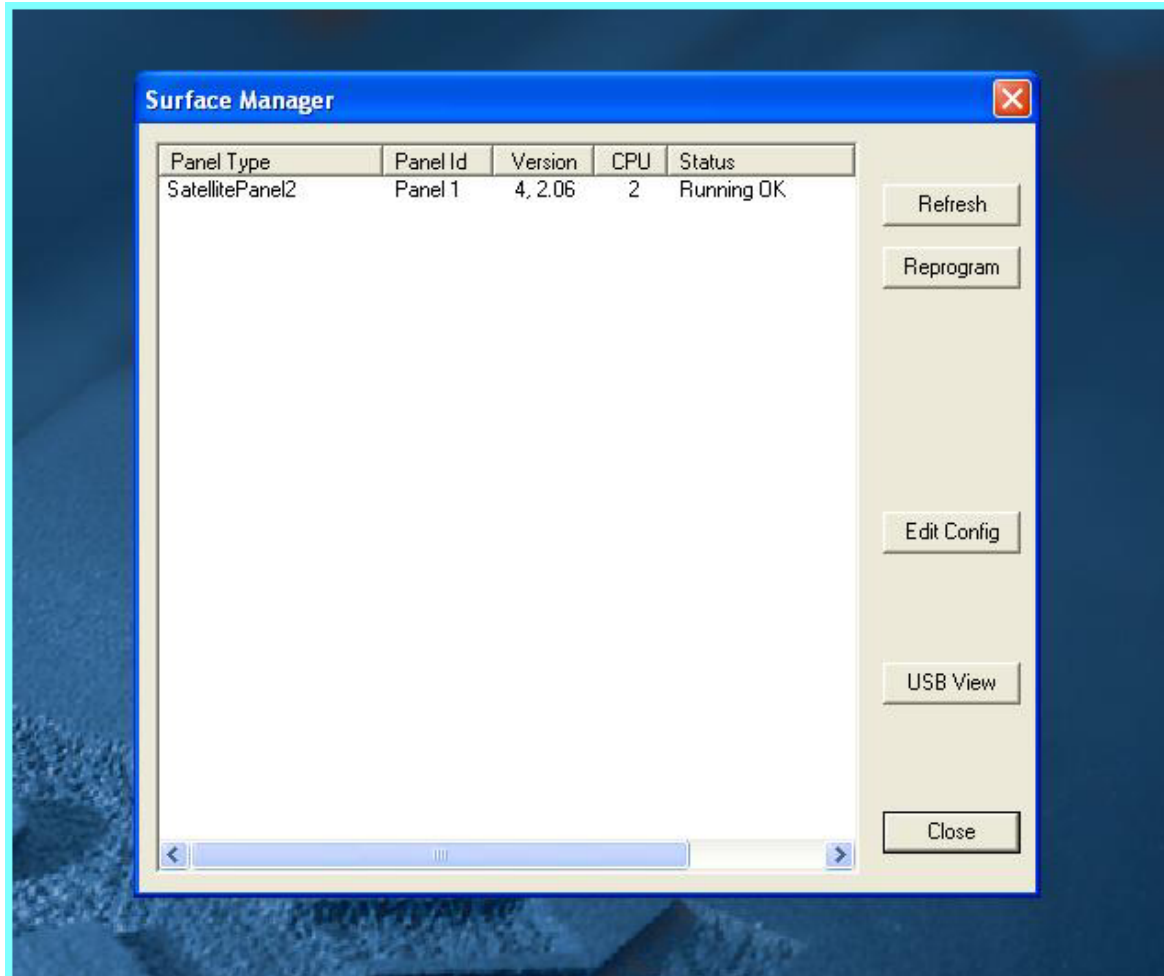 Surface Manager
Panel Type Panel Id Version CPU Status
SatellitePanel2 Panel 1 4, 2.06 2 Running OK
Refresh
Reprogram
Edit Config
USB View
Close